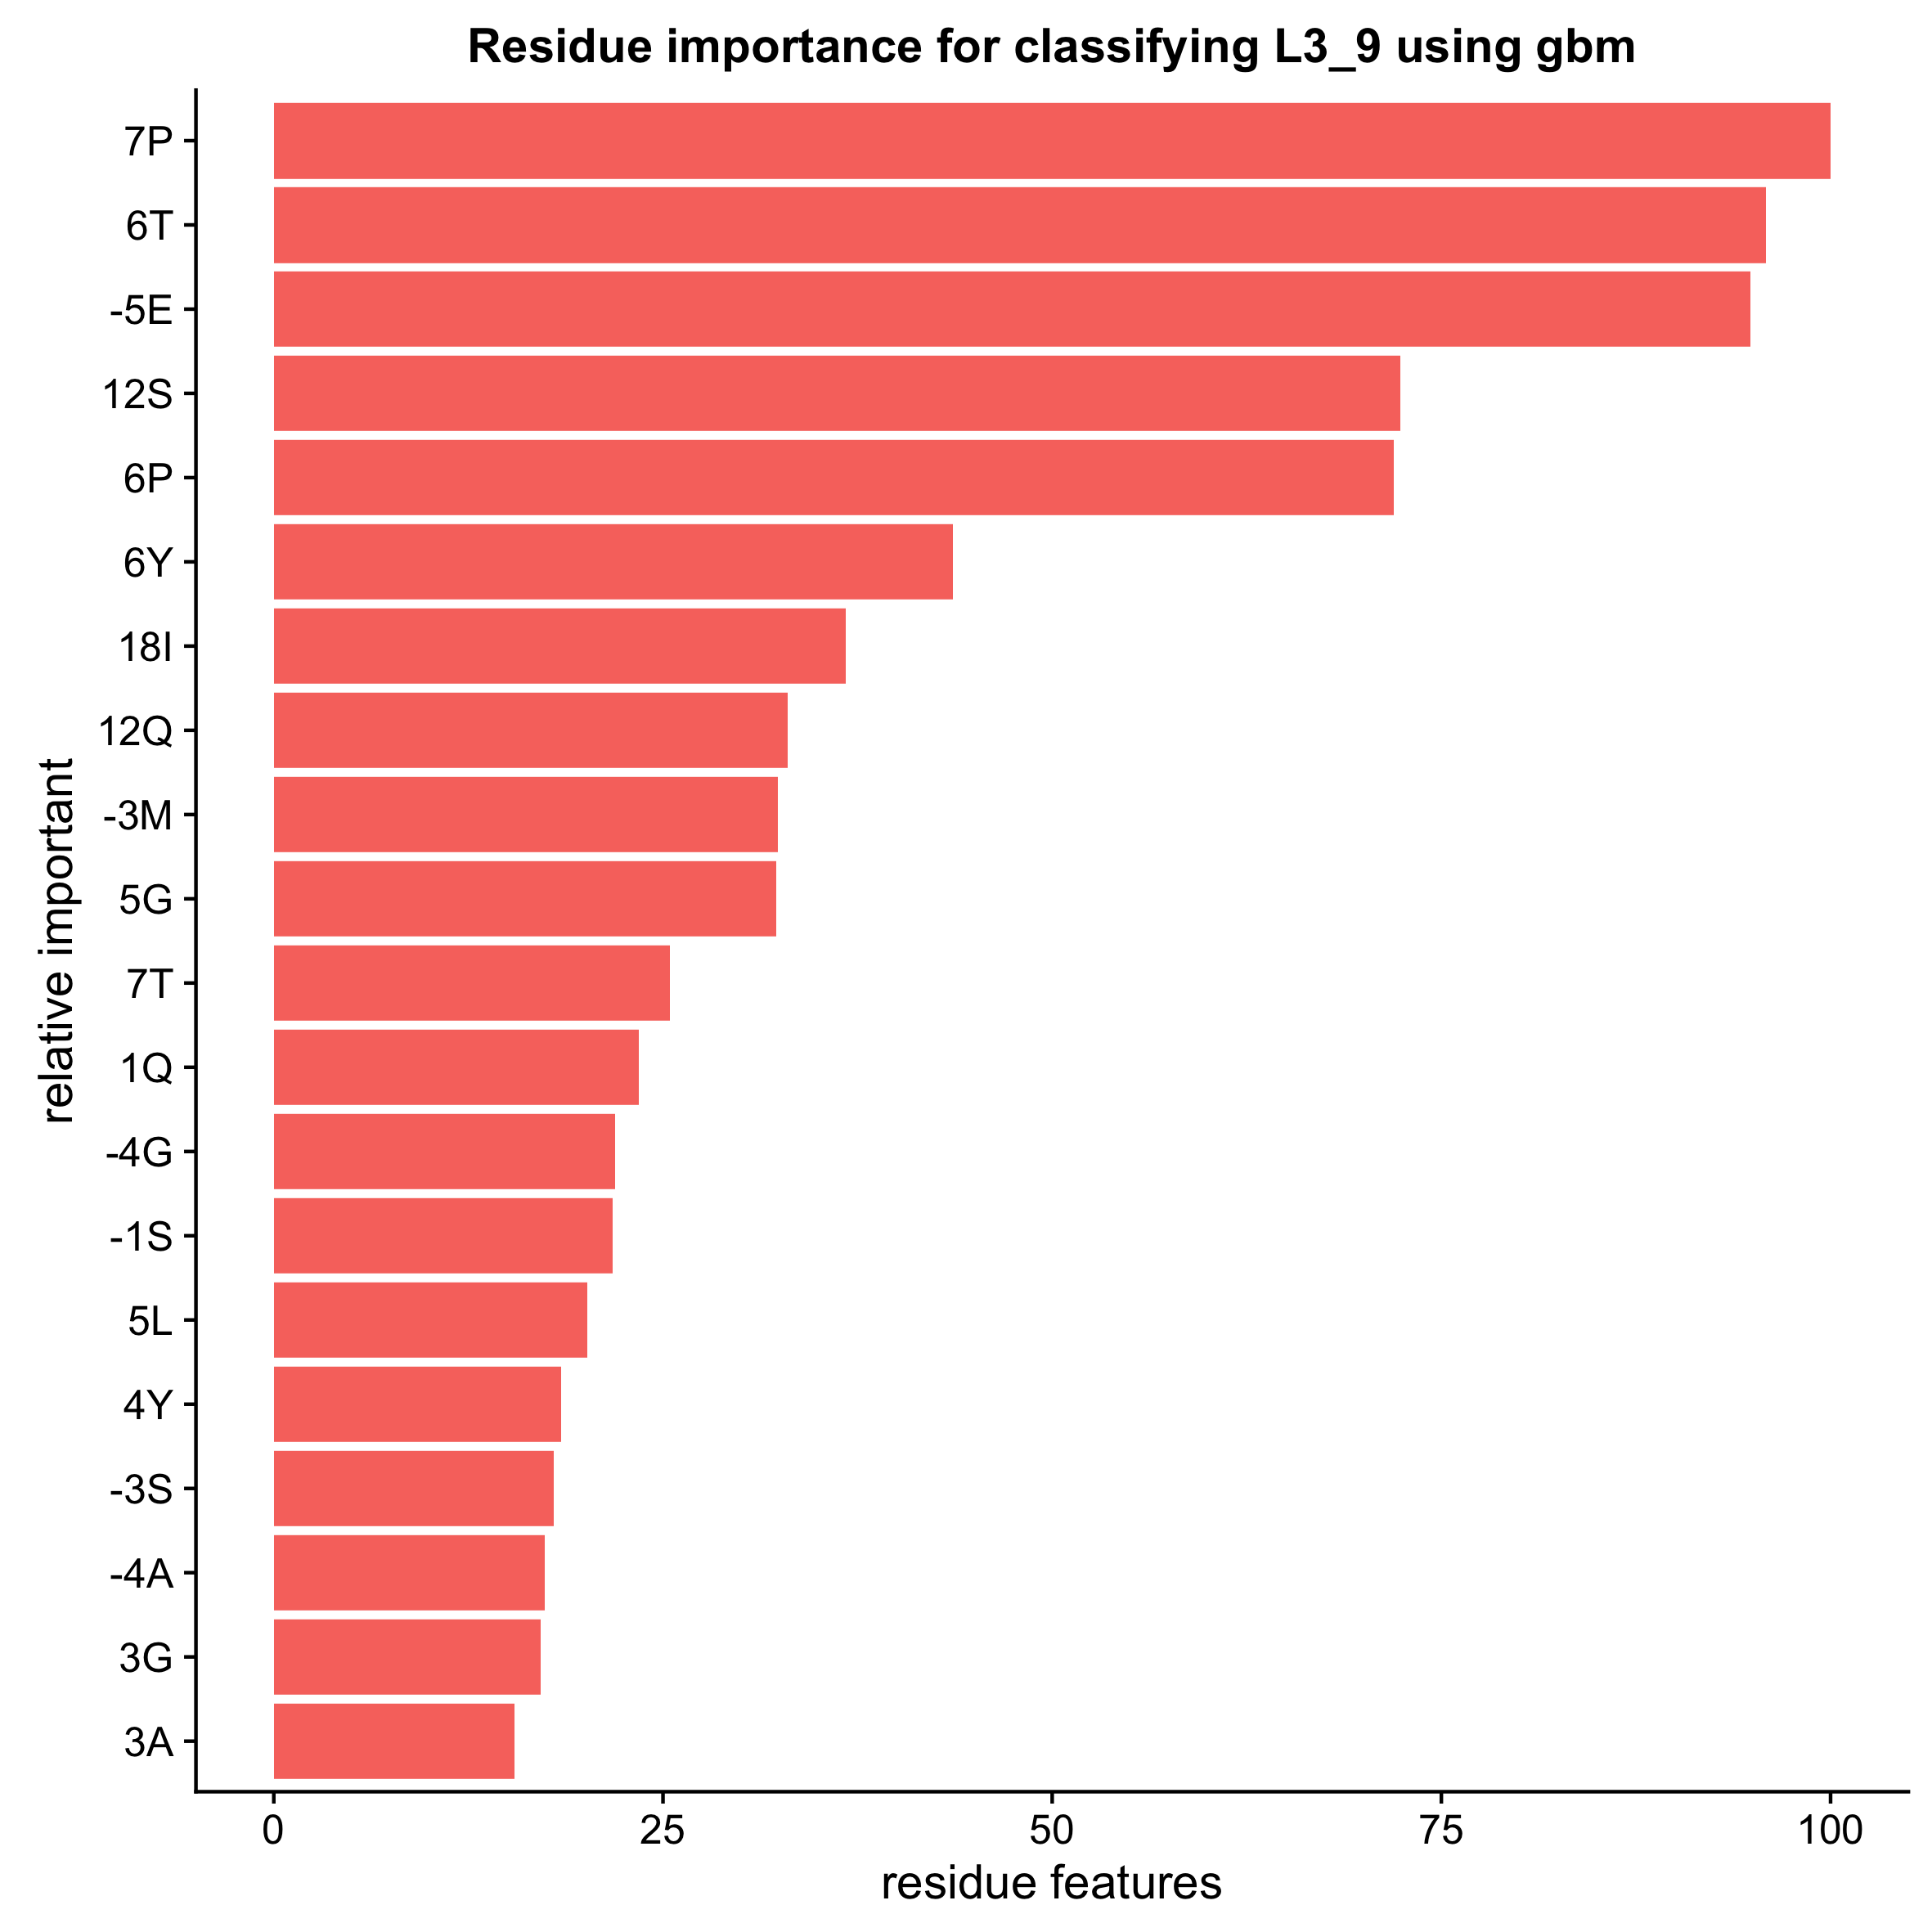 Residue importance for classifying L3_9 using gbm
7P
6T
-5E
12S
6P
6Y
18I
12Q
-3M
5G
7T
1Q
-4G
-1S
5L
4Y
-3S
-4A
3G
3A
relative important
0 25 50 75 100
residue features